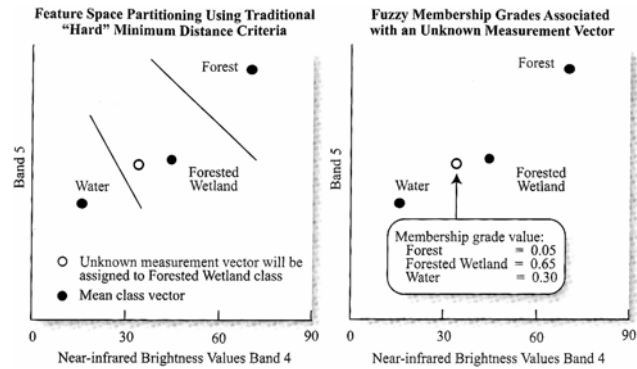 Feature Space Partitioning Using Traditional
“Hard” Minimum Distance Criteria
Forest
Band 5
Water
Forested
Wetland
Unknown measurement vector will be
assigned to Forested Wetland class
Mean class vector
0
30
60
90
Near-infrared Brightness Values Band 4
Fuzzy Membership Grades Associated
with an Unknown Measurement Vector
Forest
Band 5
Water
Forested
Wetland
Membership grade value:
Forest = 0.05
Forested Wetland = 0.65
Water = 0.30
0
30
60
90
Near-infrared Brightness Values Band 4